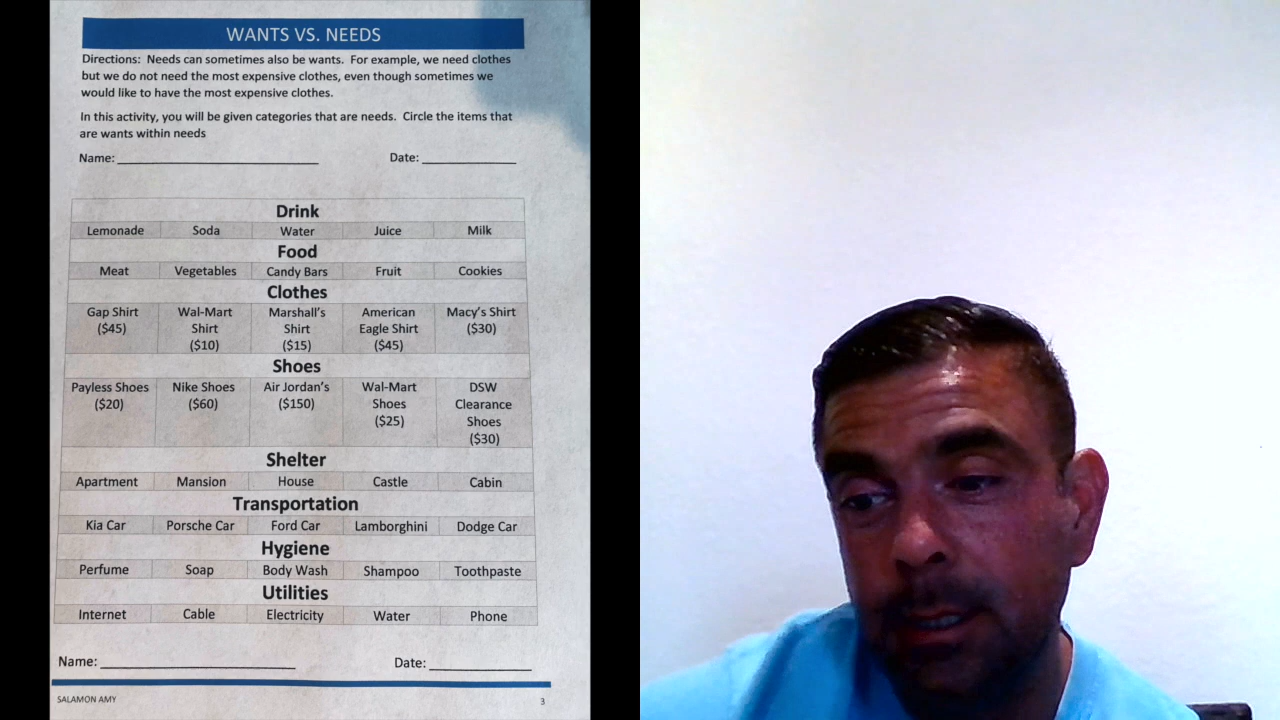 WANTS VS. NEEDS
Directions: Needs can sometimes also be wants. For example, we need clothes
but we do not need the most expensive clothes, even though sometimes we
would like to have the most expensive clothes.
In this activity, you will be given categories that are needs. Circle the items that
are wants within needs
Name: ____________________ Date: ____________
Drink
Lemonade Soda Water Juice Milk
Food
Meat Vegetables Candy Bars Fruit Cookies
Clothes
Gap Shirt ($45) Wal-Mart Shirt ($10) Marshall's Shirt ($15) American Eagle Shirt ($45) Macy's Shirt ($30)
Shoes
Payless Shoes ($20) Nike Shoes ($60) Air Jordan's ($150) Wal-Mart Shoes ($25) DSW Clearance Shoes ($30)
Shelter
Apartment Mansion House Castle Cabin
Transportation
Kia Car Porsche Car Ford Car Lamborghini Dodge Car
Hygiene
Perfume Soap Body Wash Shampoo Toothpaste
Utilities
Internet Cable Electricity Water Phone
Name: ____________________ Date: ____________
SALAMON AMY 3